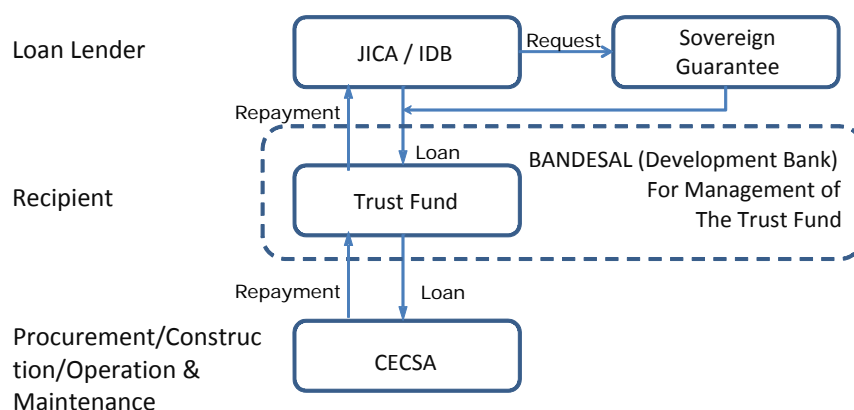 Loan Lender
JICA / IDB
Request
Sovereign
Guarantee
Repayment
Loan
BANDESAL (Development Bank)
For Management of
The Trust Fund
Recipient
Trust Fund
Repayment
Loan
Procurement/Construc
tion/Operation &
Maintenance
CECSA